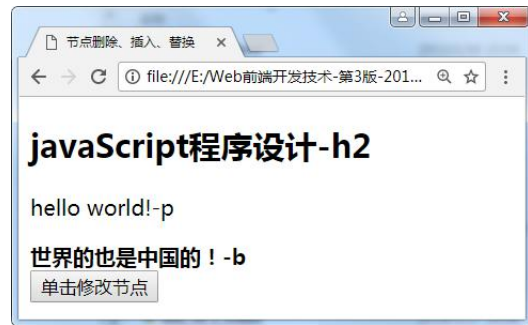 节点删除、插入、替换
file:///E:/Web前端开发技术-第3版-201...
javaScript程序设计-h2
hello world!-p
世界的也是中国的！-b
单击修改节点